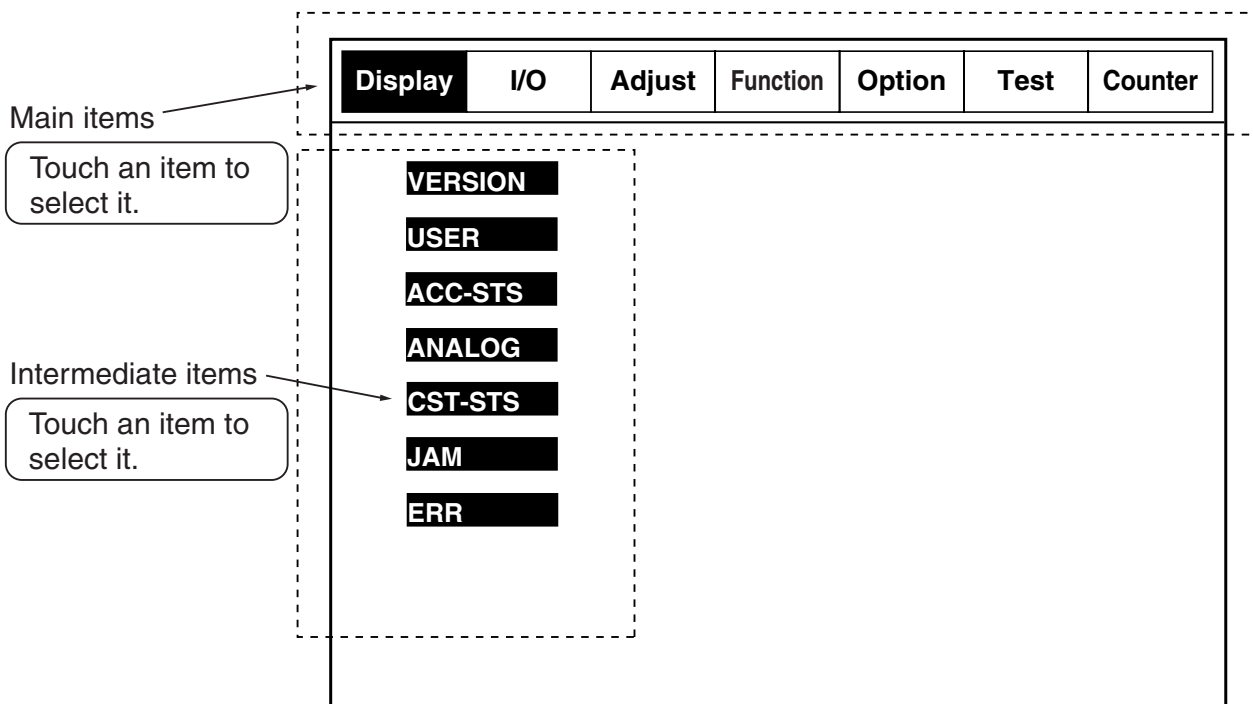 Display I/O Adjust Function Option Test Counter
Main items
Touch an item to
select it.
VERSION
USER
ACC-STS
ANALOG
CST-STS
JAM
ERR
Intermediate items
Touch an item to
select it.